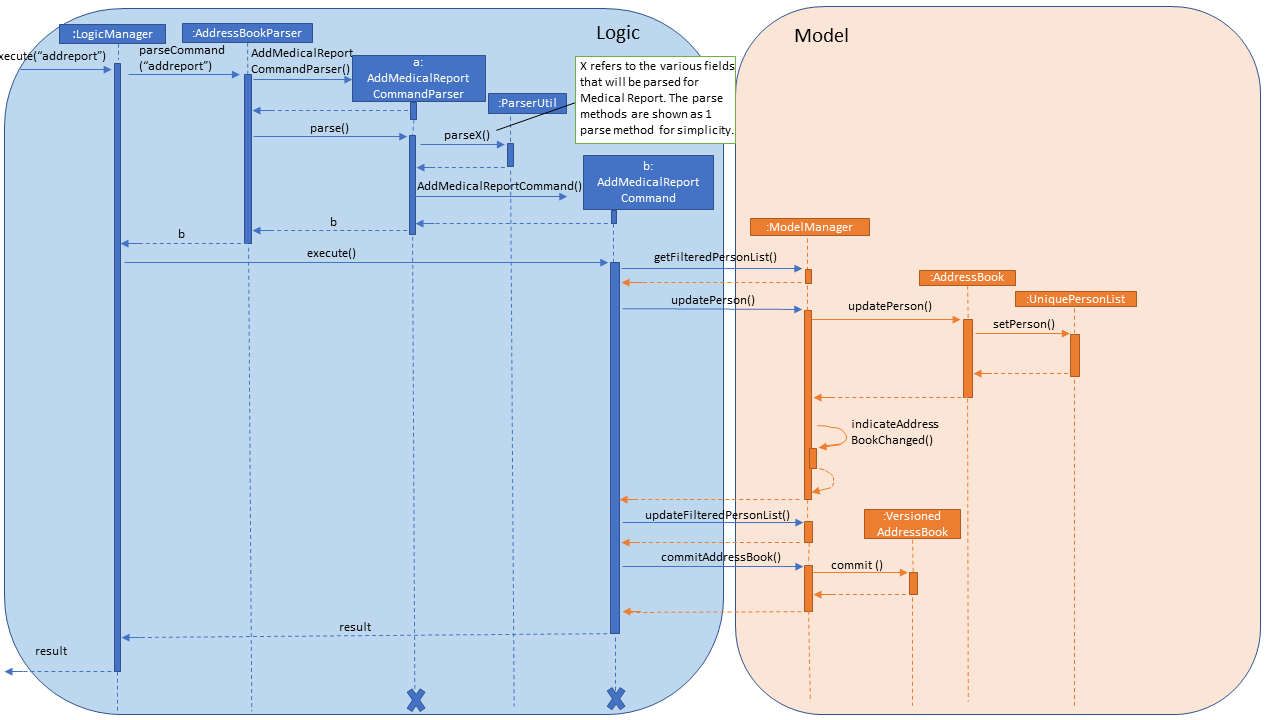 Logic
Model
:LogicManager
:AddressBookParser
xecute(“addreport”)
parseCommand
(“addreport”)
AddMedicalReport
CommandParser()
a:
AddMedicalReport
CommandParser
:ParserUtil
X refers to the various fields
that will be parsed for
Medical Report. The parse
methods are shown as 1
parse method for simplicity.
parse()
parseX()
b:
AddMedicalReport
Command
AddMedicalReportCommand()
b
b
execute()
:ModelManager
getFilteredPersonList()
:AddressBook
:UniquePersonList
updatePerson()
updatePerson()
setPerson()
indicateAddress
BookChanged()
updateFilteredPersonList()
:Versioned
AddressBook
commitAddressBook()
commit ()
result
result